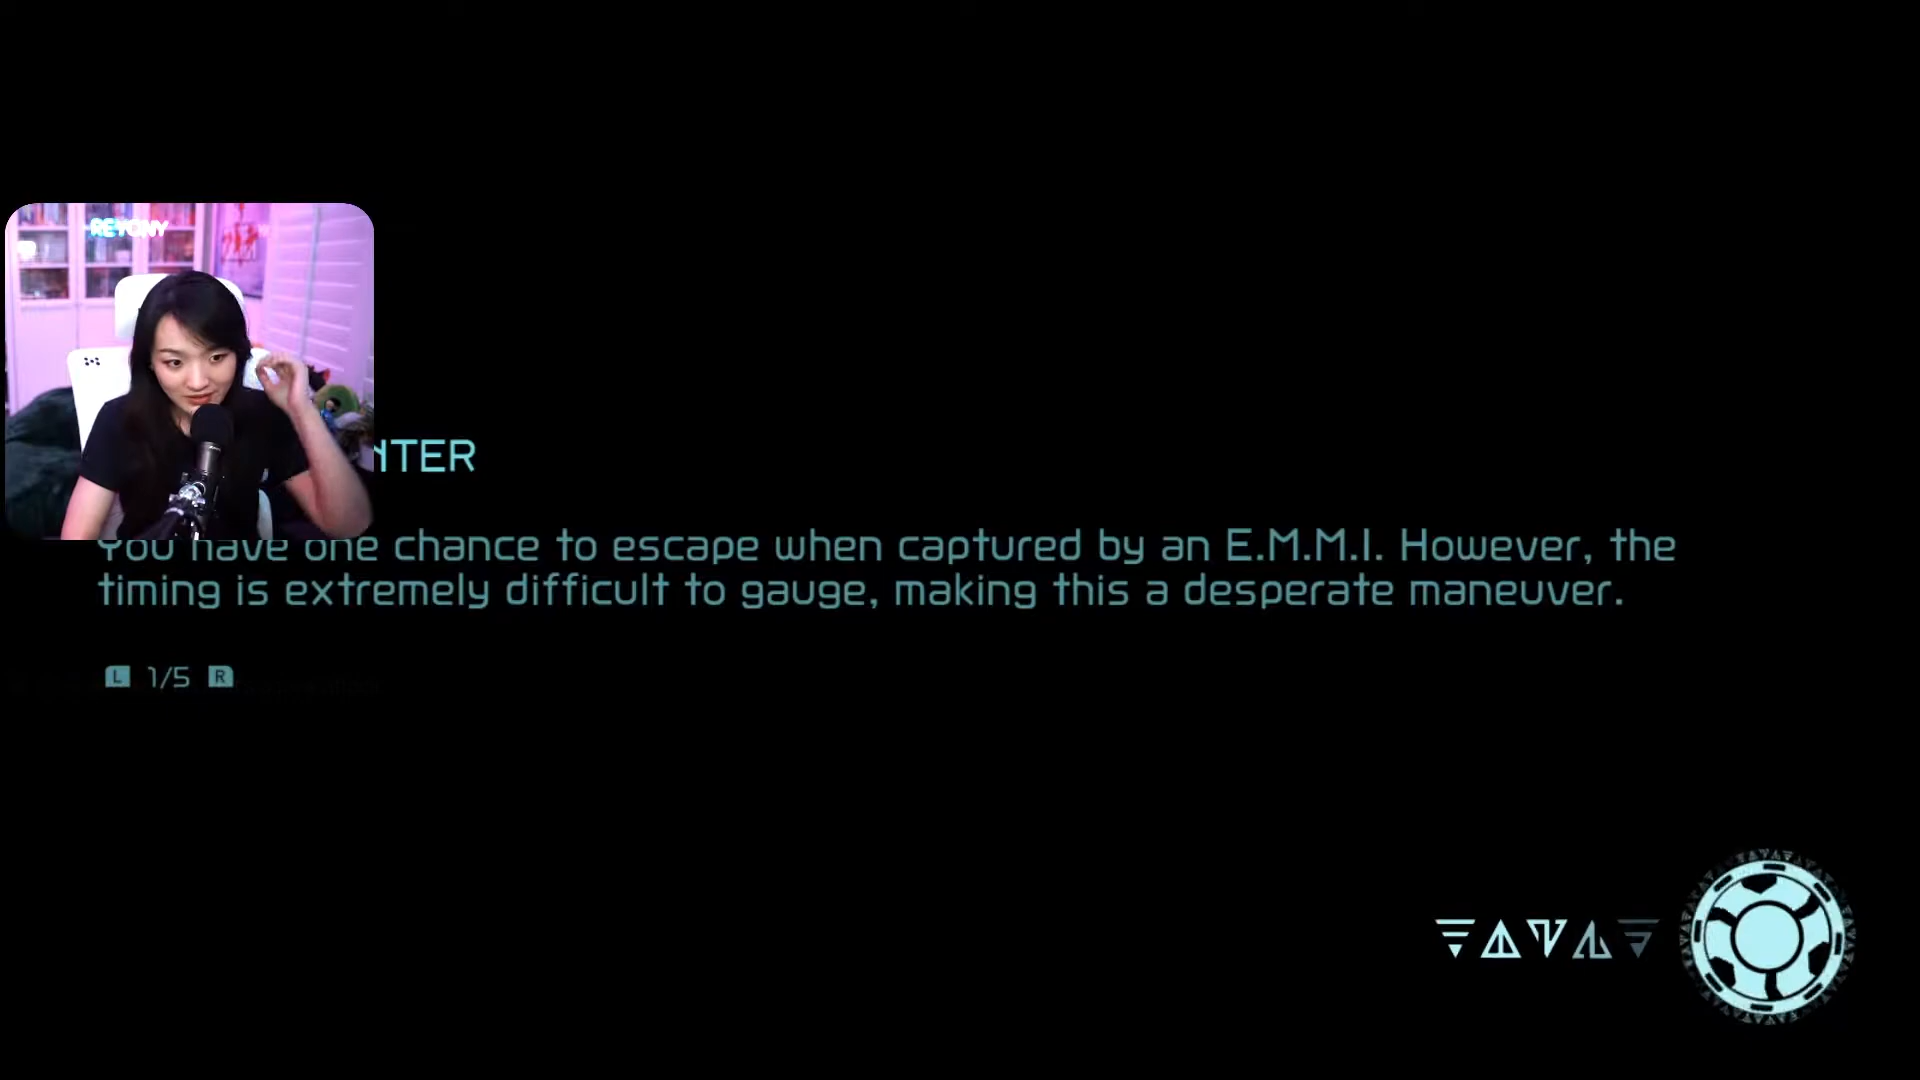 REYONY
NTER
You have one chance to escape when captured by an E.M.M.I. However, the
timing is extremely difficult to gauge, making this a desperate maneuver.
L 1/5 R